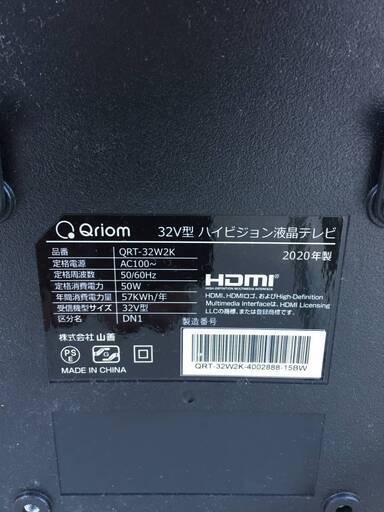 Qriom 32V型 ハイビジョン液晶テレビ
品番 QRT-32W2K 2020年製
定格電源 AC100~
定格周波数 50/60Hz
定格消費電力 50W
年間消費電力量 57KWh/年
受信機型サイズ 32V型
区分名 DN1
HDMI
HIGH-DEFINITION MULTIMEDIA INTERFACE
HDMI、HDMIロゴ、およびHigh-Definition
Multimedia Interfaceは、HDMI Licensing
LLCの商標、または登録商標です。
製造番号
株式会社 山善
PS
E
MADE IN CHINA
QRT-32W2K-4002888-15BW